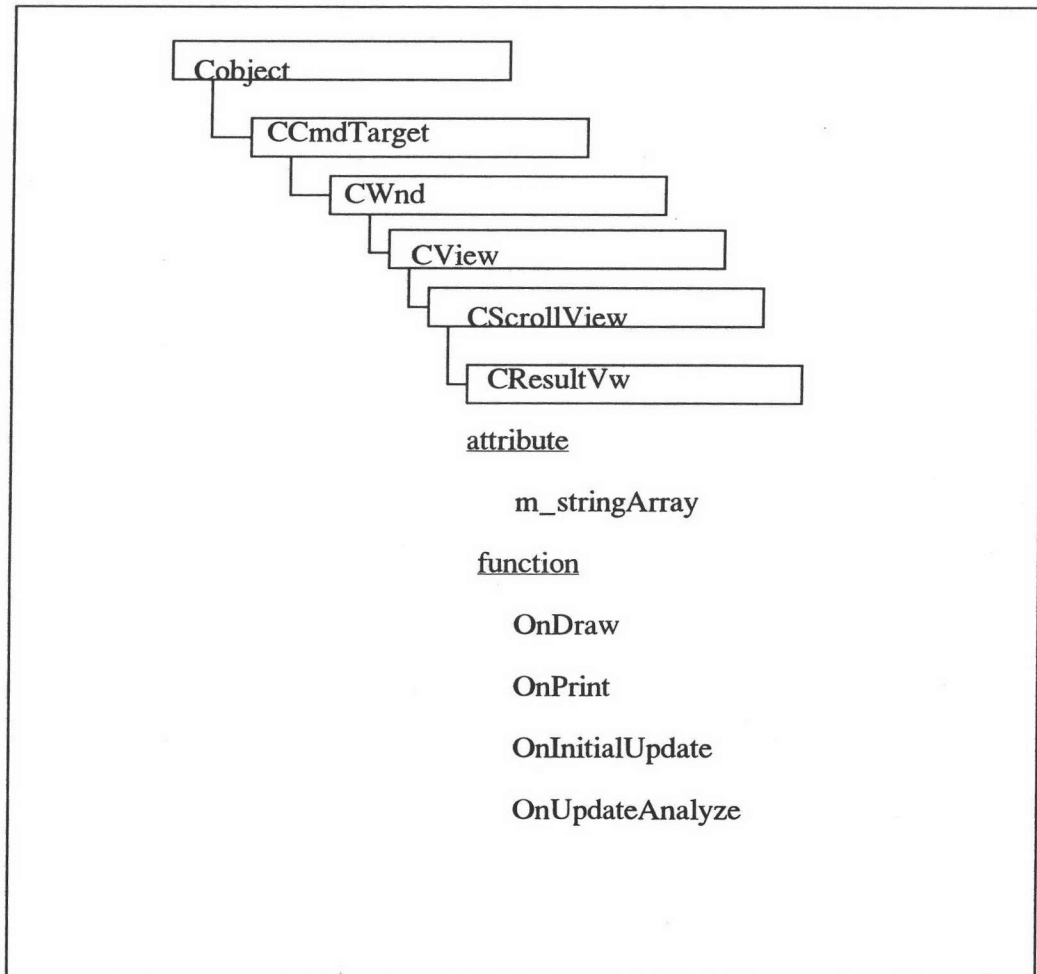 Cobject
CCmdTarget
CWnd
CView
CScrollView
CResultVw
attribute
m_stringArray
function
OnDraw
OnPrint
OnInitialUpdate
OnUpdateAnalyze